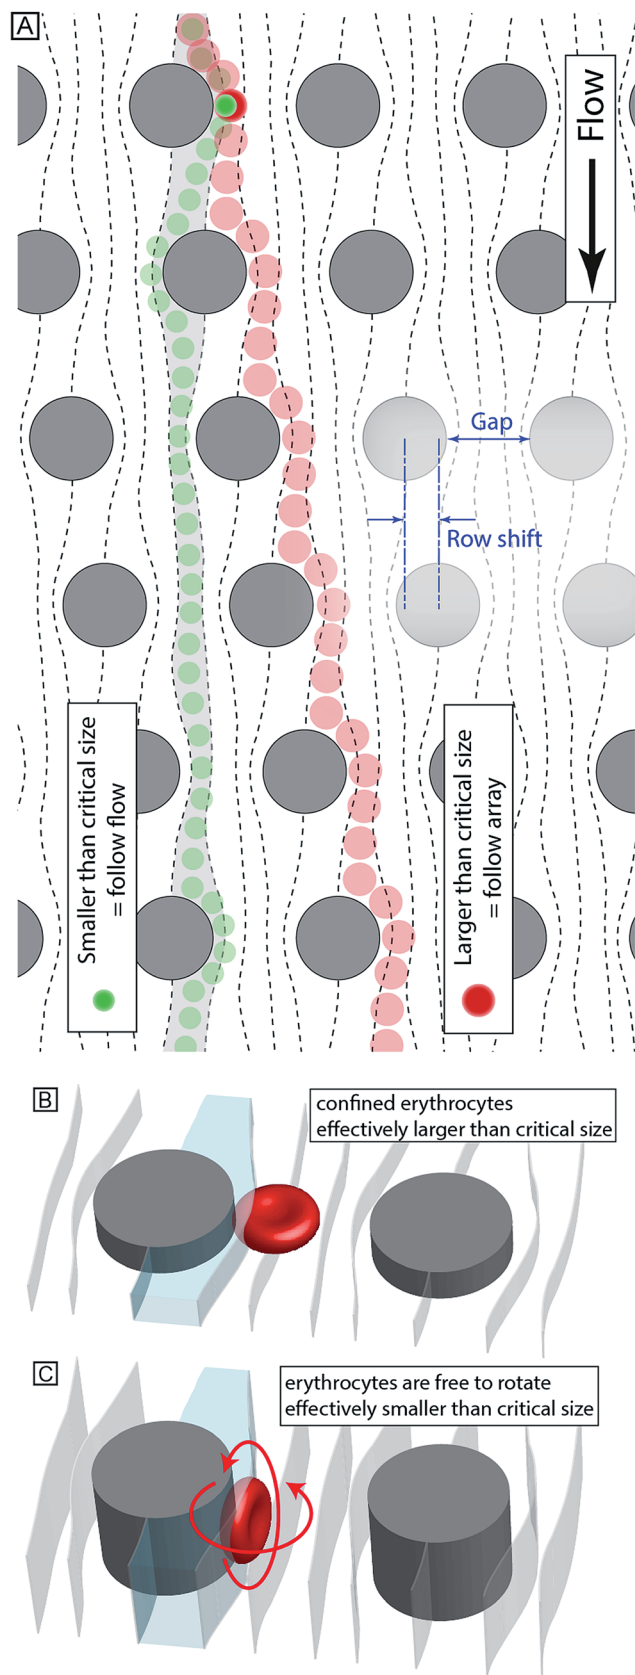 A
Flow
Gap
Row shift
Smaller than critical size
= follow flow
Larger than critical size
= follow array
B
confined erythrocytes
effectively larger than critical size
C
erythrocytes are free to rotate
effectively smaller than critical size